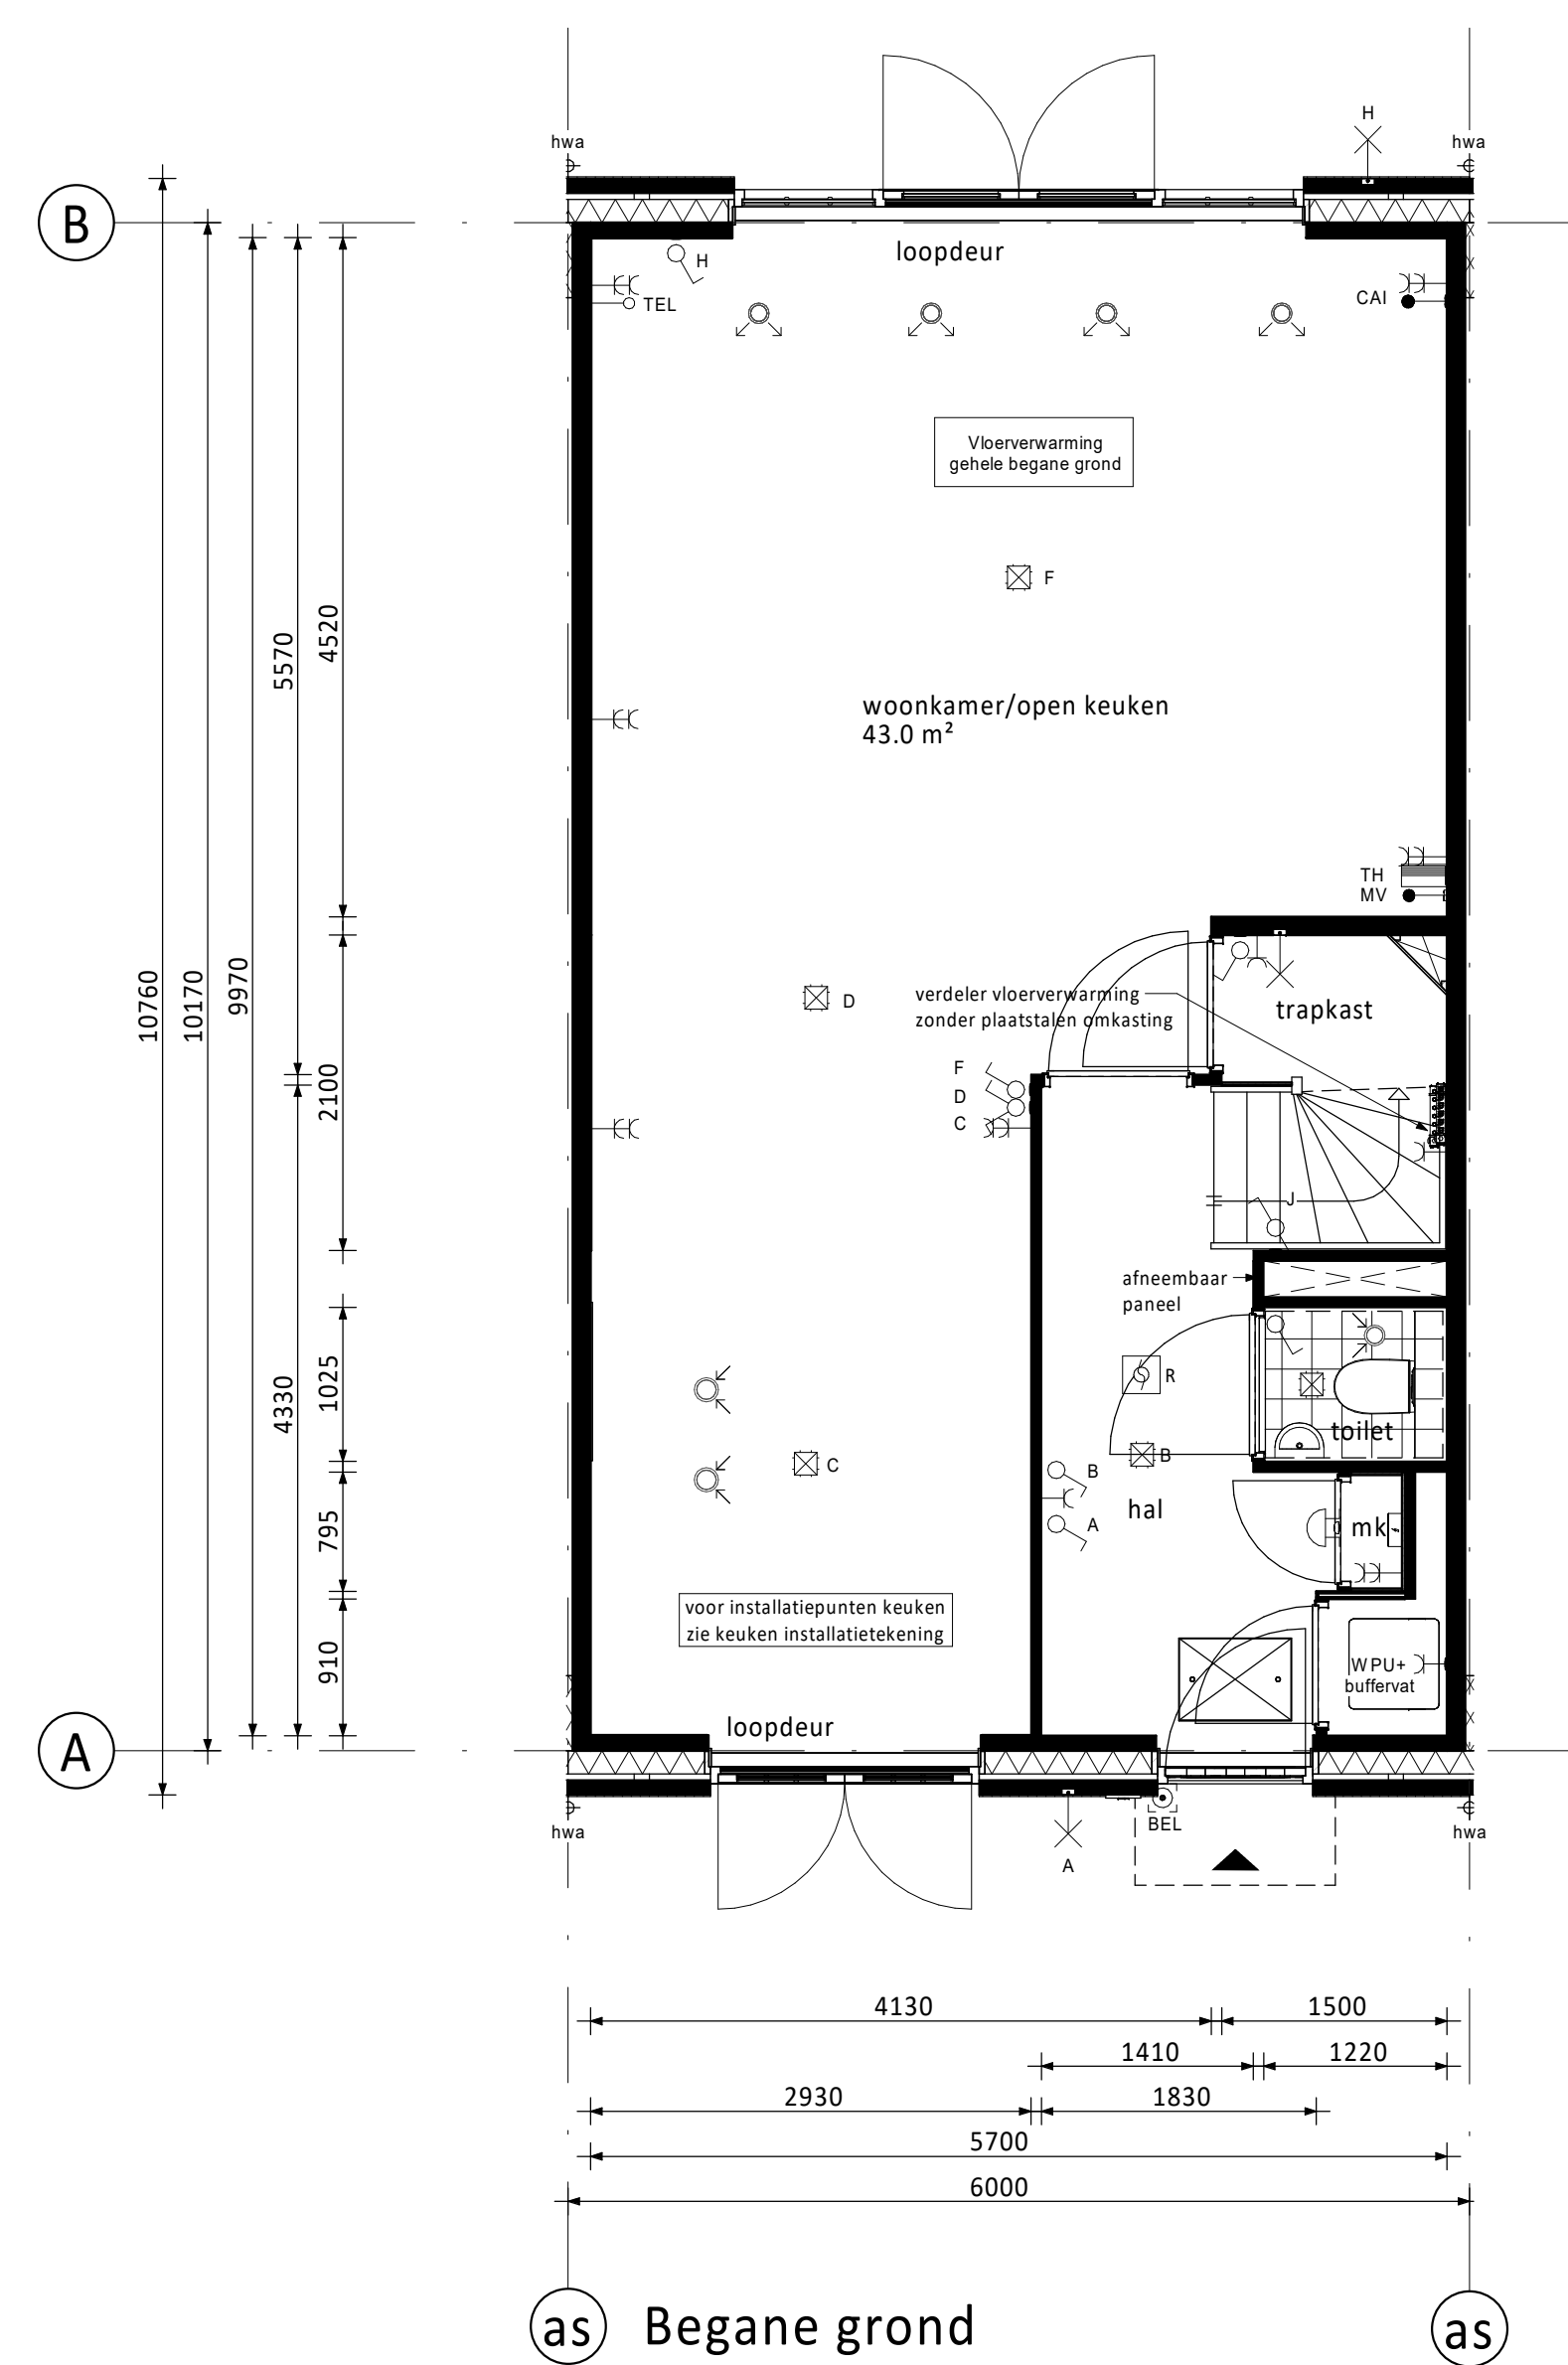 H
hwa
hwa
B
loopdeur
H
TEL
CAI
Vloerverwarming
gehele begane grond
F
woonkamer/open keuken
43.0 m²
4520
5570
TH
MV
10760
10170
9970
D
verdeler vloerverwarming
zonder plaatstalen omkasting
trapkast
F
D
C
2100
J
afneembaar
paneel
1025
4330
R
toilet
C
B
B
hal
A
mk
795
voor installatiepunten keuken
zie keuken installatietekening
910
WPU+
buffervat
loopdeur
A
hwa
BEL
hwa
A
4130
1500
1410
1220
2930
1830
5700
6000
as
Begane grond
as